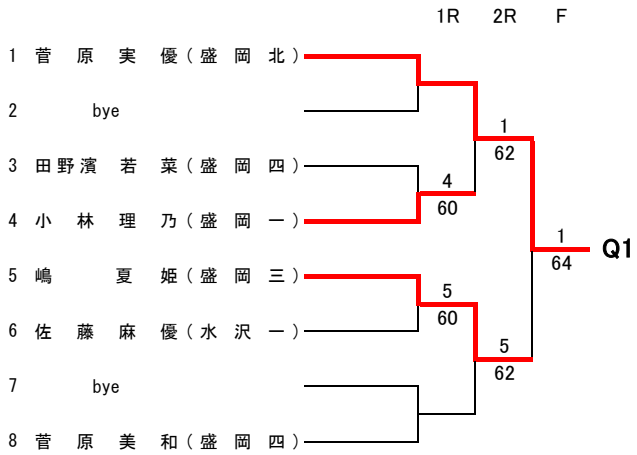 1R 2R F
1 菅原実優(盛岡北)
2 bye
1
62
3 田野濱若菜(盛岡四)
4
60
4 小林理乃(盛岡一)
1
64
Q1
5 嶋夏姫(盛岡三)
5
60
6 佐藤麻優(水沢一)
5
62
7 bye
8 菅原美和(盛岡四)